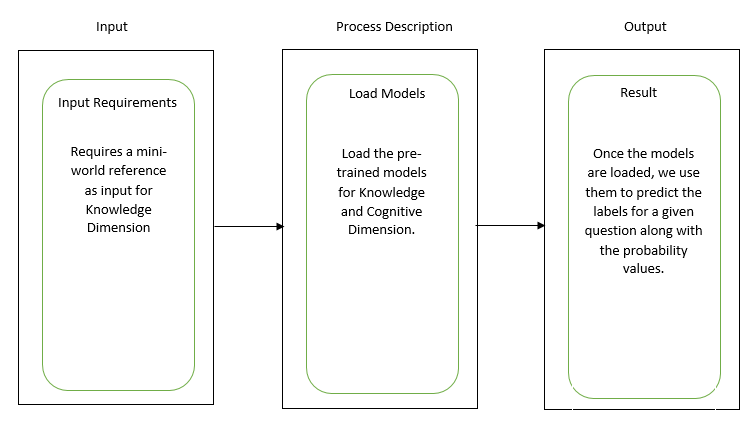 Input
Process Description
Output
Input Requirements
Requires a mini-
world reference
as input for
Knowledge
Dimension
Load Models
Load the pre-
trained models
for Knowledge
and Cognitive
Dimension.
Result
Once the models
are loaded, we use
them to predict the
labels for a given
question along with
the probability
values.